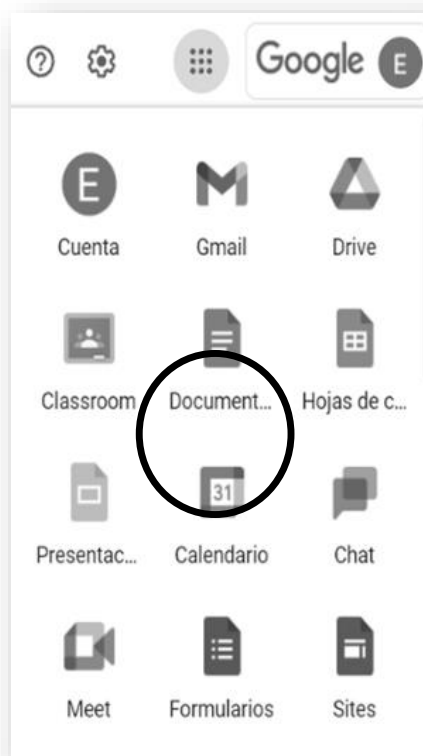 ? Google E
E
Cuenta Gmail Drive
Classroom Document... Hojas de c...
31
Presentac... Calendario Chat
Meet Formularios Sites